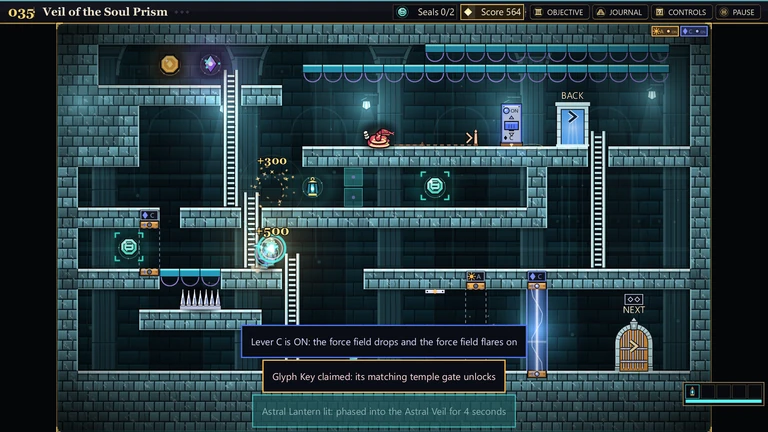 035 Veil of the Soul Prism
Seals 0/2
Score 564
OBJECTIVE
JOURNAL
CONTROLS
PAUSE
BACK
ON
C
+300
C
+500
A
C
NEXT
Lever C is ON: the force field drops and the force field flares on
Glyph Key claimed: its matching temple gate unlocks
Astral Lantern lit: phased into the Astral Veil for 4 seconds